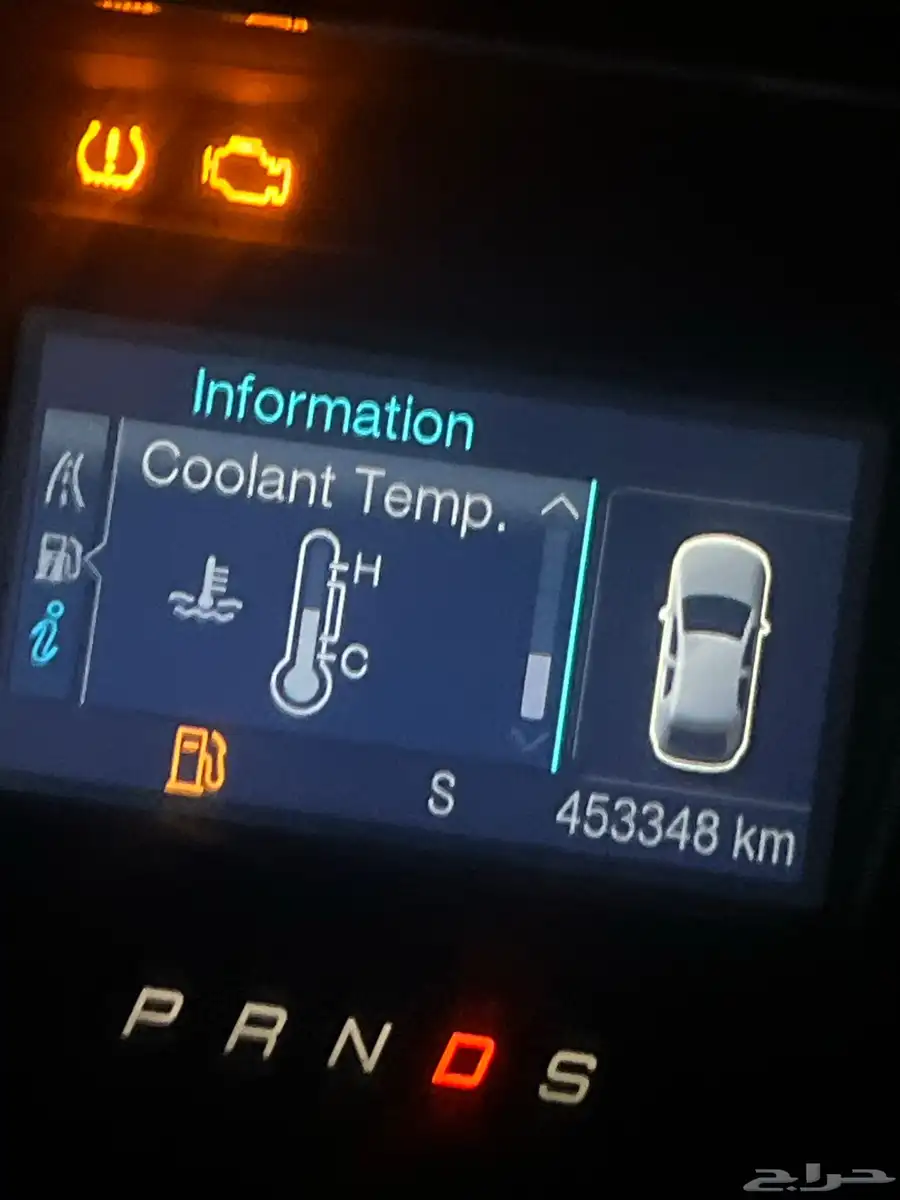 Information
Coolant Temp.
H
C
S
453348 km
P R N D S
حراج